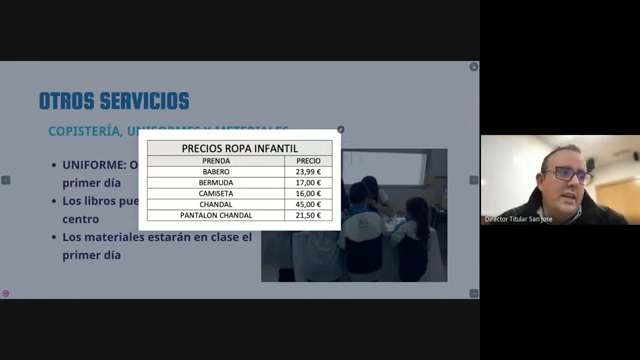 OTROS SERVICIOS
COPISTERÍA, UNIFORMES Y MATERIALES
• UNIFORME: O
primer día
• Los libros pue
centro
• Los materiales estarán en clase el
primer día
PRECIOS ROPA INFANTIL
PRENDA PRECIO
BABERO 23,99 €
BERMUDA 17,00 €
CAMISETA 16,00 €
CHANDAL 45,00 €
PANTALON CHANDAL 21,50 €
Director Titular San Jose